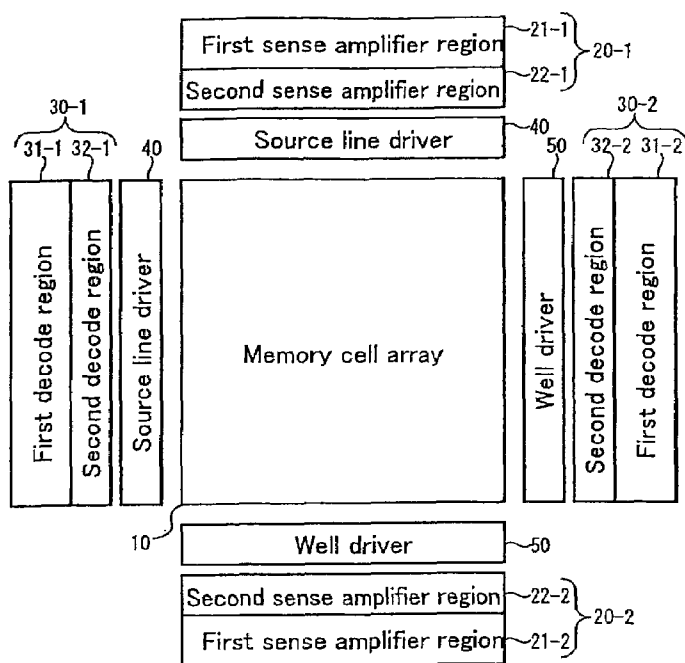 First sense amplifier region
21-1
Second sense amplifier region
22-1
20-1
30-1
31-1
32-1
40
Source line driver
40
50
30-2
32-2
31-2
First decode region
Second decode region
Source line driver
Memory cell array
Well driver
Second decode region
First decode region
10
Well driver
50
Second sense amplifier region
22-2
20-2
First sense amplifier region
21-2